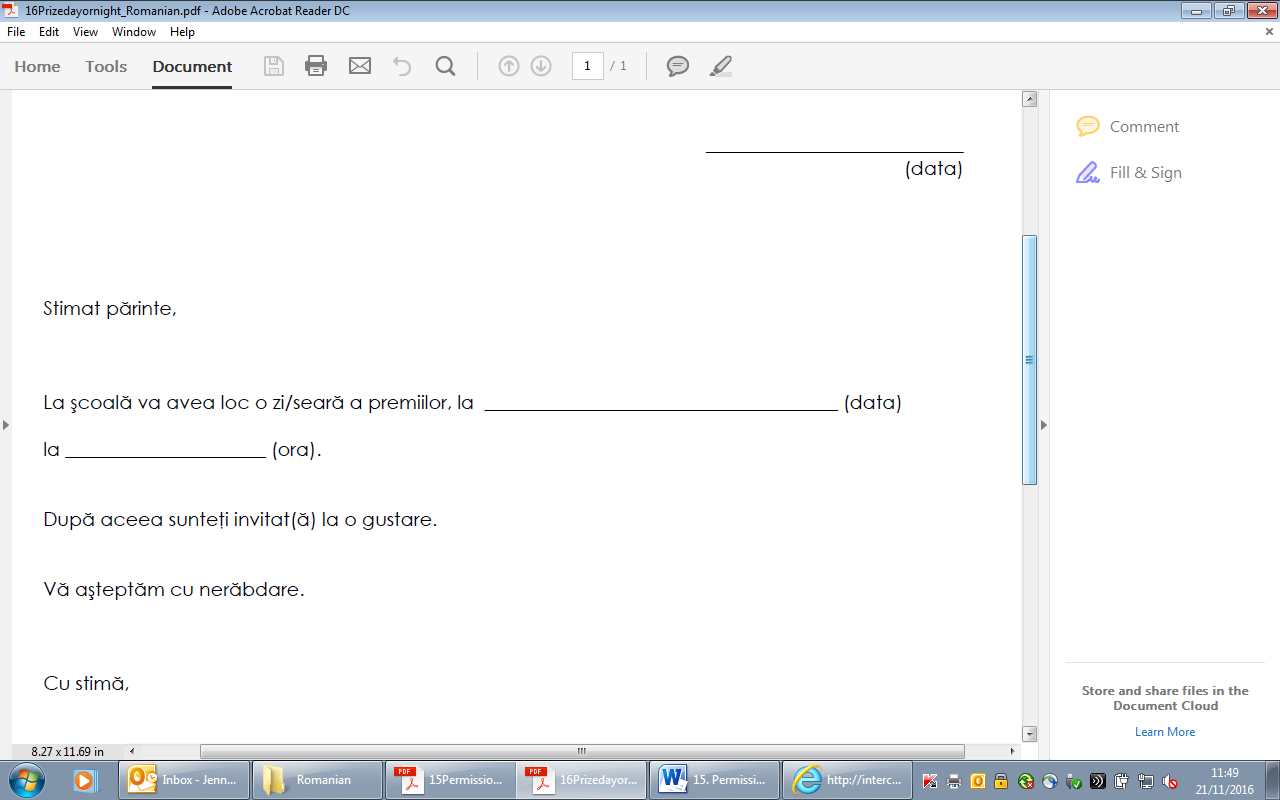 16Prizedayornight_Romanian.pdf - Adobe Acrobat Reader DC
File Edit View Window Help
Home Tools Document 1 / 1
(data)
Stimat părinte,
La şcoală va avea loc o zi/seară a premiilor, la ________________________________ (data)
la __________________ (ora).
După aceea sunteți invitat(ă) la o gustare.
Vă aşteptăm cu nerăbdare.
Cu stimă,
Comment
Fill & Sign
Store and share files in the
Document Cloud
Learn More
8.27 x 11.69 in
Inbox - Jenn... Romanian 15Permissio... 16Prizedayor... 15. Permissi... http://interc... 11:49
21/11/2016